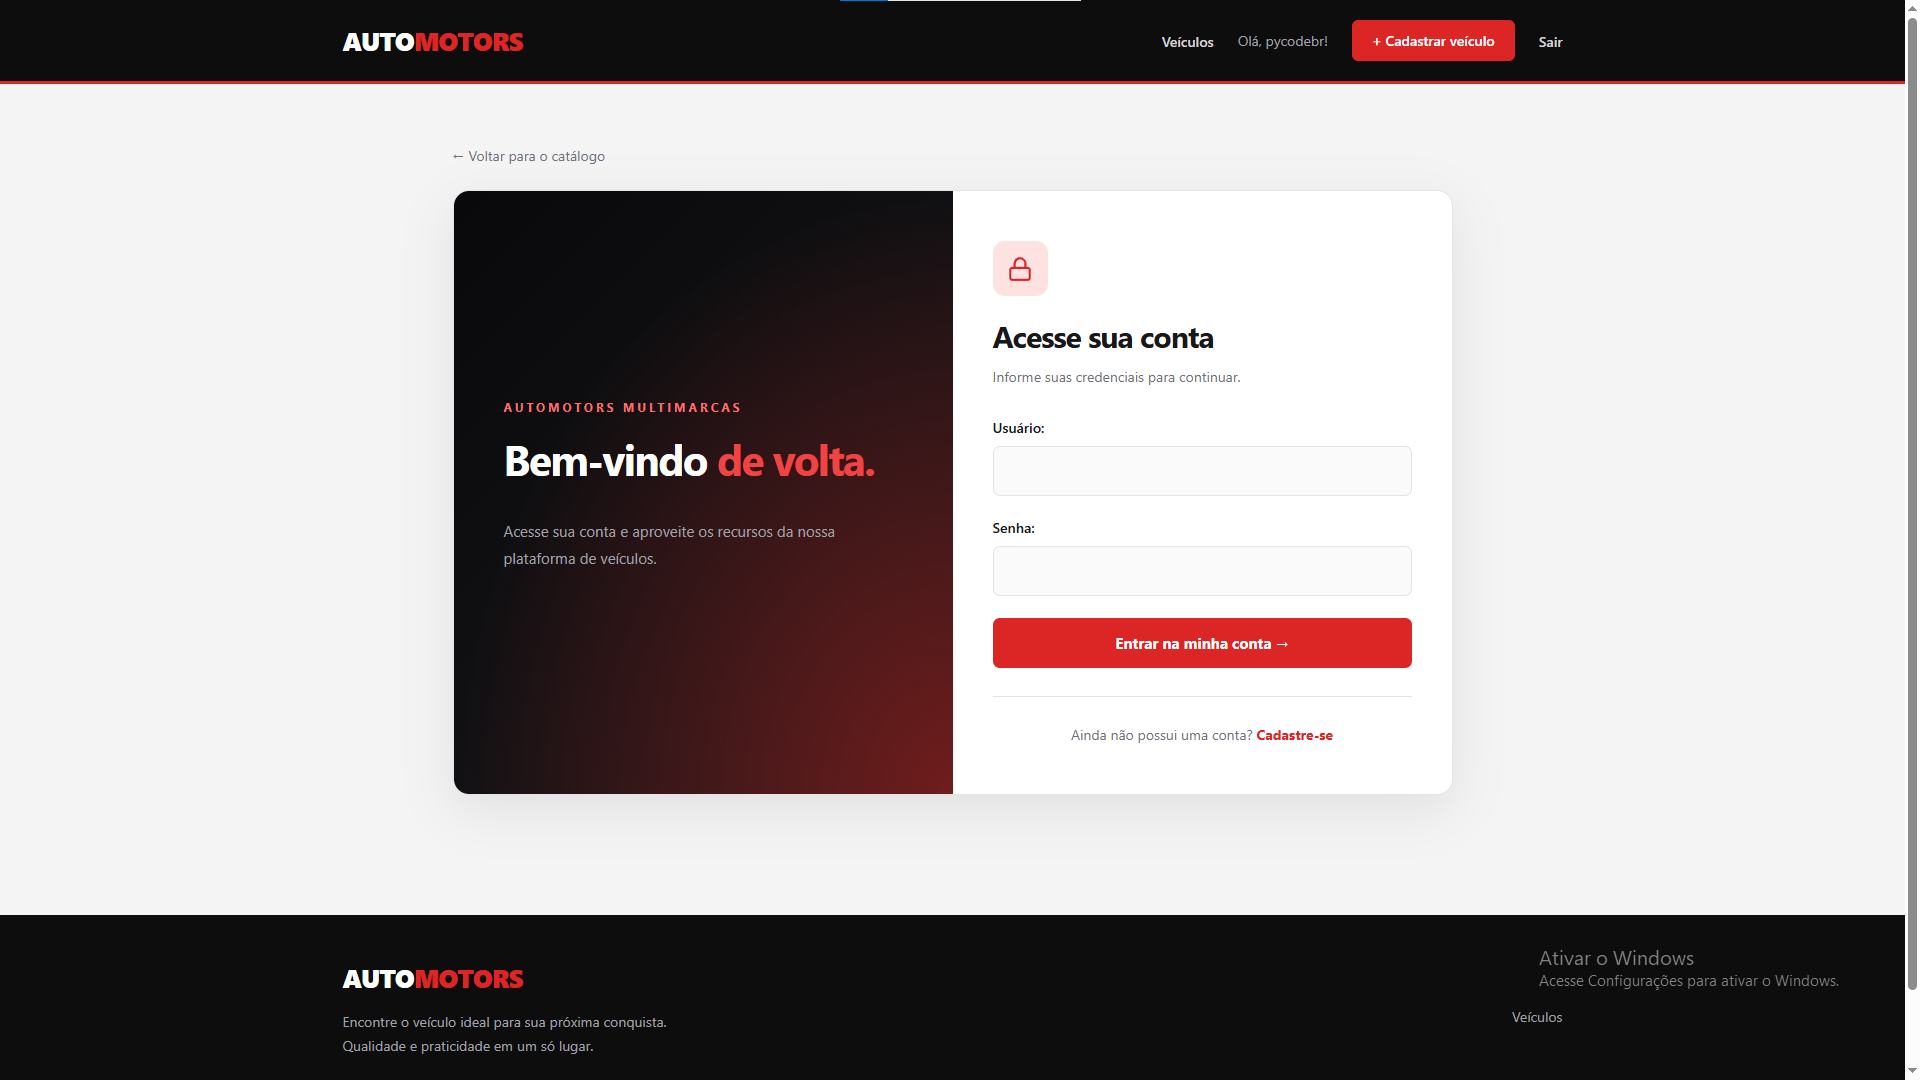 AUTOMOTORS
Veículos
Olá, pycodebr!
+ Cadastrar veículo
Sair
← Voltar para o catálogo
AUTOMOTORS MULTIMARCAS
Bem-vindo de volta.
Acesse sua conta e aproveite os recursos da nossa
plataforma de veículos.
Acesse sua conta
Informe suas credenciais para continuar.
Usuário:
Senha:
Entrar na minha conta →
Ainda não possui uma conta? Cadastre-se
AUTOMOTORS
Encontre o veículo ideal para sua próxima conquista.
Qualidade e praticidade em um só lugar.
Ativar o Windows
Acesse Configurações para ativar o Windows.
Veículos